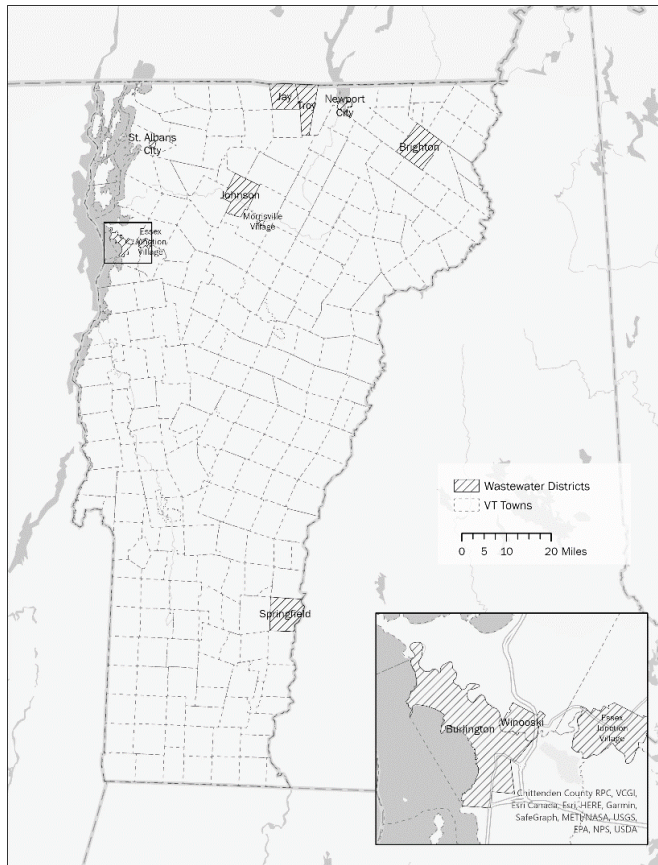 Jay
Troy
Newport
City
St. Albans
City
Brighton
Johnson
Morrisville
Village
Essex
Junction
Village
Wastewater Districts
VT Towns
0 5 10 20 Miles
Springfield
Burlington
Winooski
Essex
Junction
Village
Chittenden County RPC, VCGI,
Esri Canada, Esri, HERE, Garmin,
SafeGraph, METI/NASA, USGS,
EPA, NPS, USDA